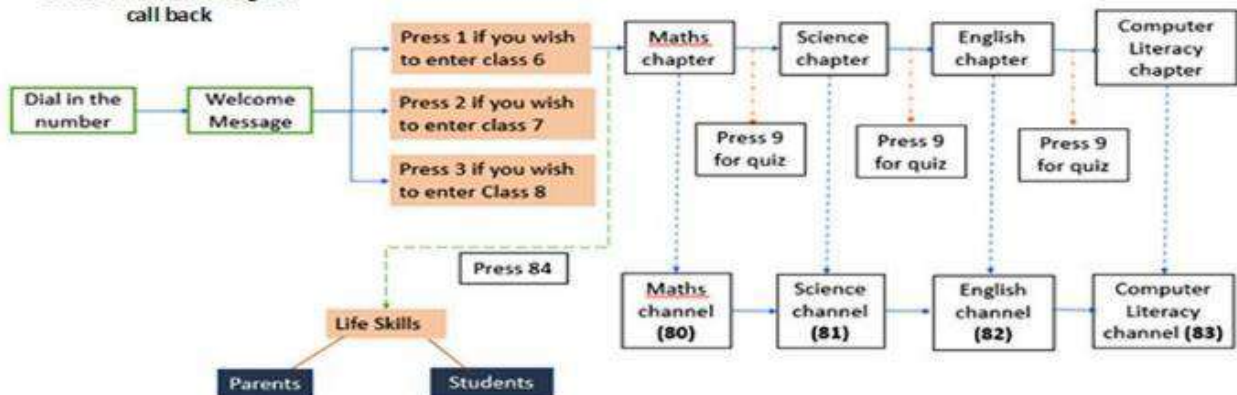 call back
Dial in the
number
Welcome
Message
Press 1 if you wish
to enter class 6
Press 2 if you wish
to enter class 7
Press 3 if you wish
to enter Class 8
Maths
chapter
Science
chapter
English
chapter
Computer
Literacy
chapter
Press 9
for quiz
Press 9
for quiz
Press 9
for quiz
Press 84
Life Skills
Parents
Students
Maths
channel
(80)
Science
channel
(81)
English
channel
(82)
Computer
Literacy
channel (83)